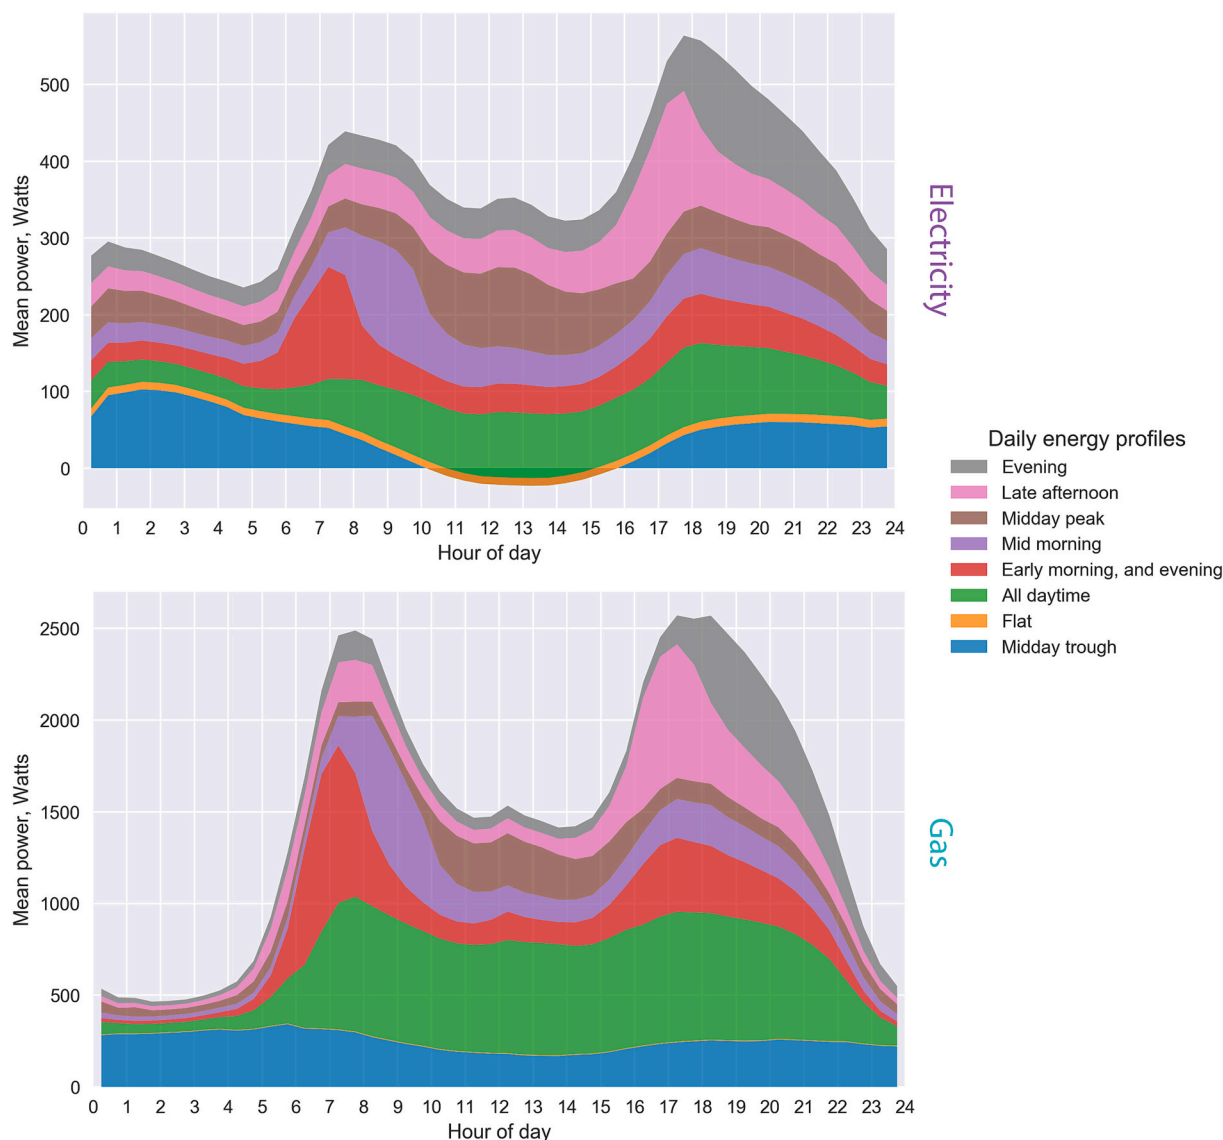 500
400
300
200
100
0
Mean power, Watts
0 1 2 3 4 5 6 7 8 9 10 11 12 13 14 15 16 17 18 19 20 21 22 23 24
Hour of day
Electricity
Daily energy profiles
Evening
Late afternoon
Midday peak
Mid morning
Early morning, and evening
All daytime
Flat
Midday trough
2500
2000
1500
1000
500
0
Mean power, Watts
0 1 2 3 4 5 6 7 8 9 10 11 12 13 14 15 16 17 18 19 20 21 22 23 24
Hour of day
Gas